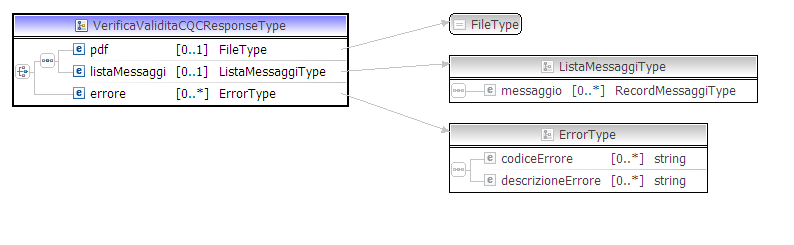 VerificaValiditaCQCResponseType
pdf [0..1] FileType
listaMessaggi [0..1] ListaMessaggiType
errore [0..*] ErrorType
FileType
ListaMessaggiType
messaggio [0..*] RecordMessaggiType
ErrorType
codiceErrore [0..*] string
descrizioneErrore [0..*] string